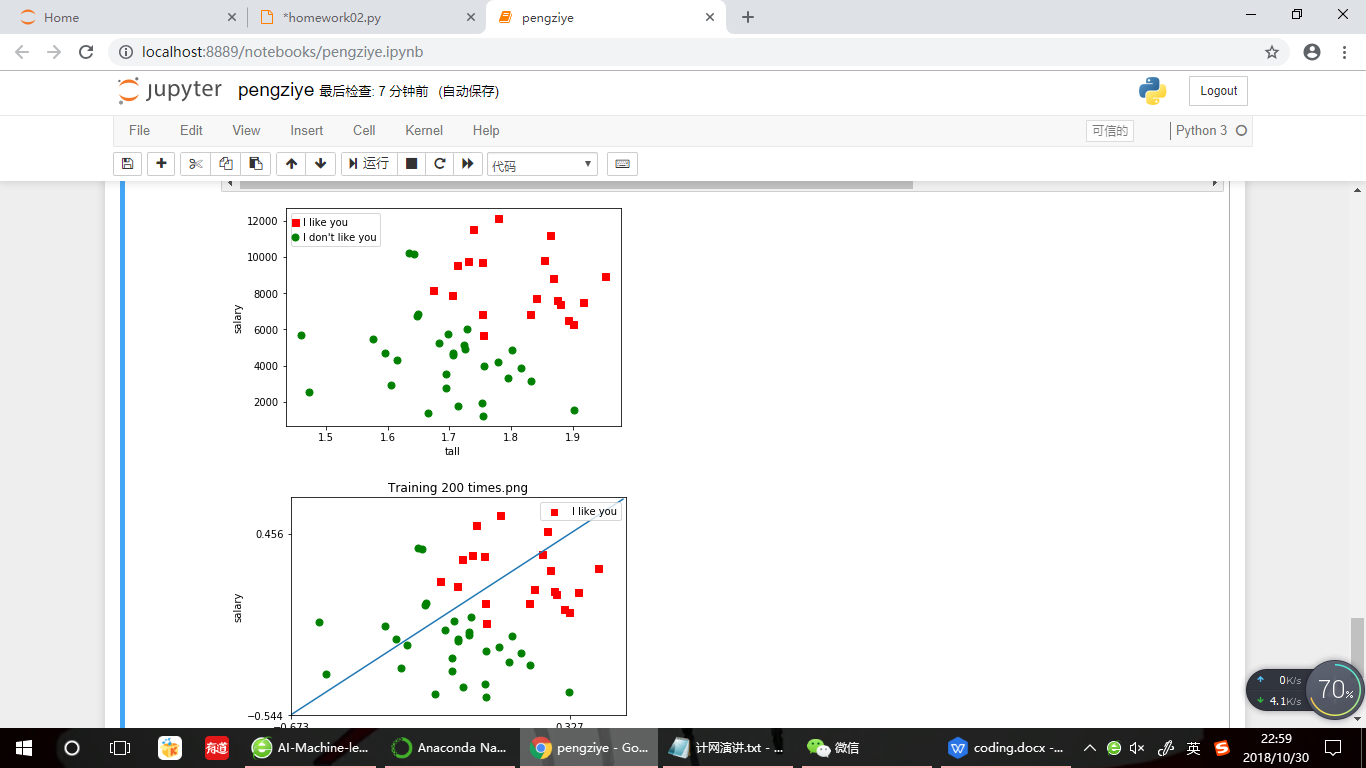 Home
*homework02.py
pengziye
localhost:8889/notebooks/pengziye.ipynb
jupyter pengziye 最后检查: 7 分钟前 (自动保存)
Logout
File Edit View Insert Cell Kernel Help
可信的
Python 3
运行
代码
12000
10000
8000
6000
4000
2000
salary
I like you
I don't like you
1.5 1.6 1.7 1.8 1.9
tall
Training 200 times.png
I like you
0.456
salary
−0.544
−0.673 0.327
0K/s
4.1K/s
70%
有道
AI-Machine-le...
Anaconda Na...
pengziye - Go...
计网演讲.txt - ...
微信
coding.docx -...
英
22:59
2018/10/30